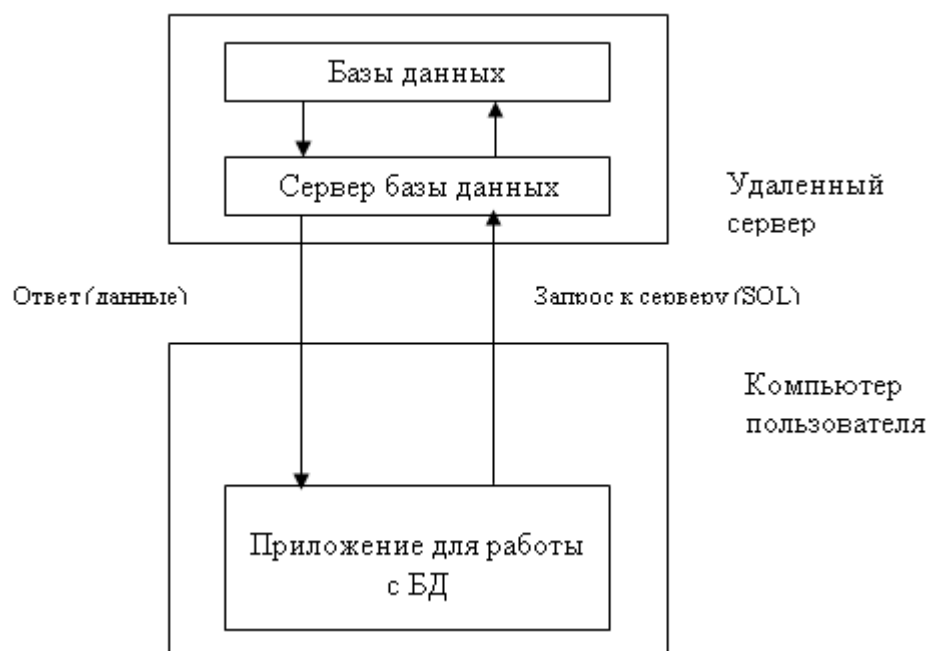 Базы данных
Сервер базы данных
Удаленный
сервер
Ответ (данные)
Запрос к серверу (SQL)
Компьютер
пользователя
Приложение для работы
с БД